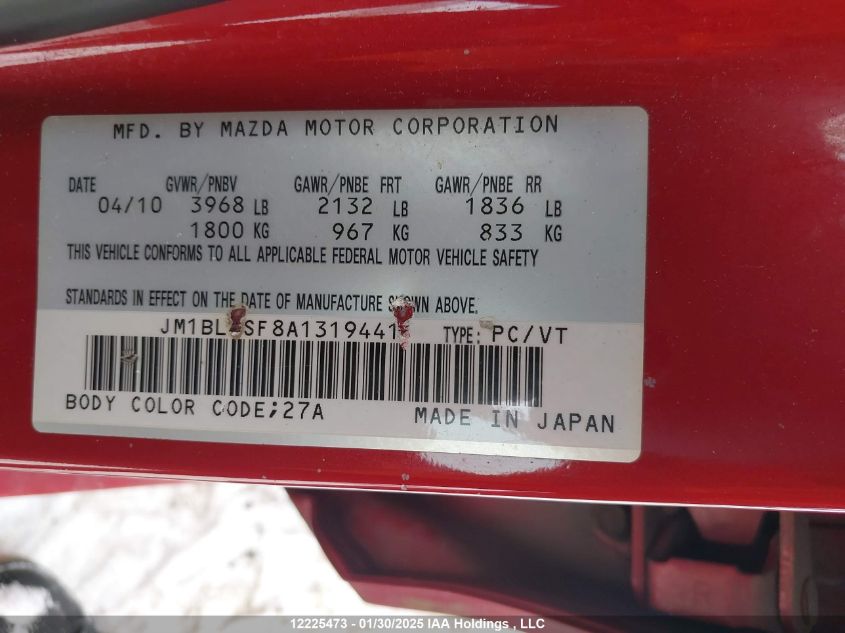 MFD. BY MAZDA MOTOR CORPORATION
DATE GVWR/PNBV GAWR/PNBE FRT GAWR/PNBE RR
04/10 3968 LB 2132 LB 1836 LB
1800 KG 967 KG 833 KG
THIS VEHICLE CONFORMS TO ALL APPLICABLE FEDERAL MOTOR VEHICLE SAFETY
STANDARDS IN EFFECT ON THE DATE OF MANUFACTURE SHOWN ABOVE.
TYPE: PC/VT
BODY COLOR CODE;27A MADE IN JAPAN
12225473 - 01/30/2025 IAA Holdings , LLC